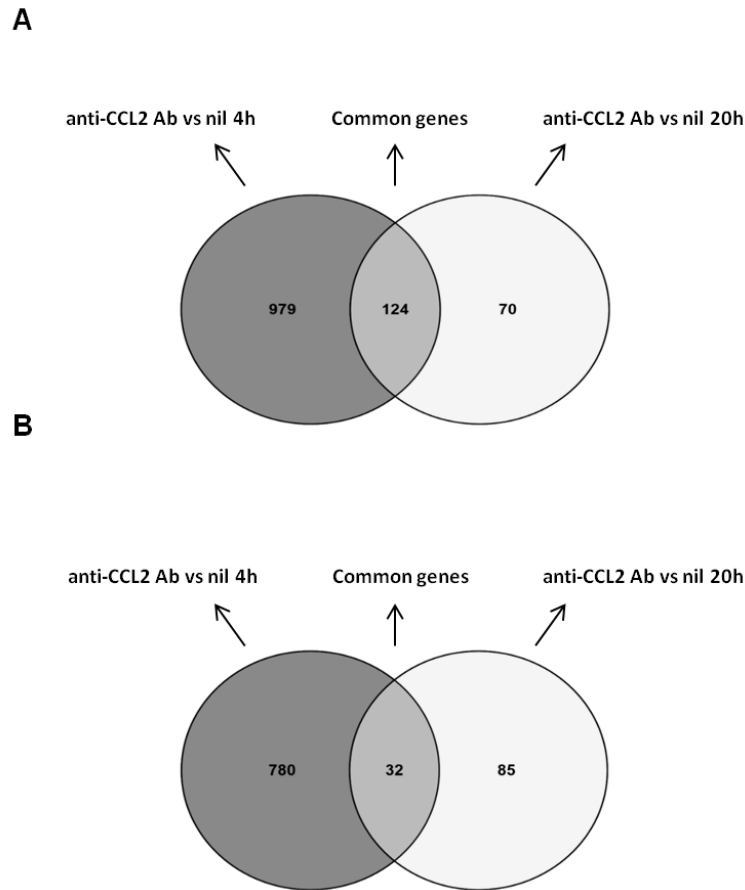 A
anti-CCL2 Ab vs nil 4h Common genes anti-CCL2 Ab vs nil 20h
979 124 70
B
anti-CCL2 Ab vs nil 4h Common genes anti-CCL2 Ab vs nil 20h
780 32 85